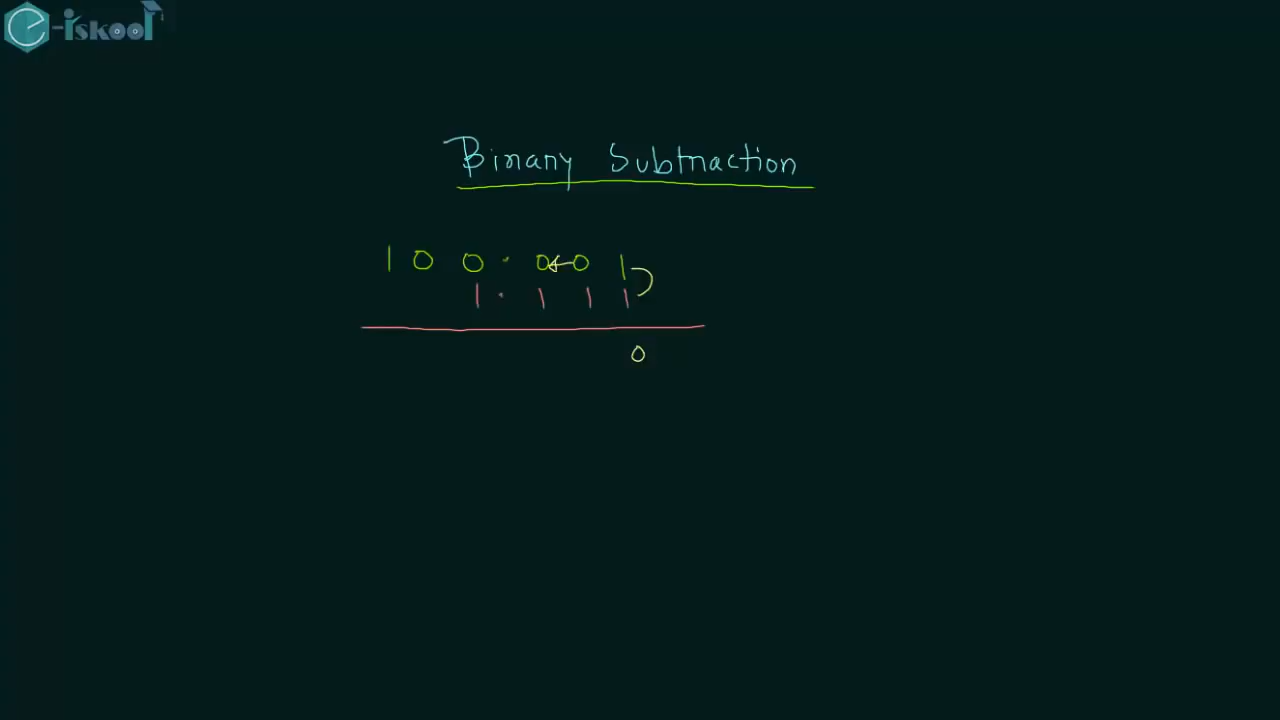 e-iskool
Binary Subtraction
1 0 0 . 0 0 1
1 . 1 1 1
0